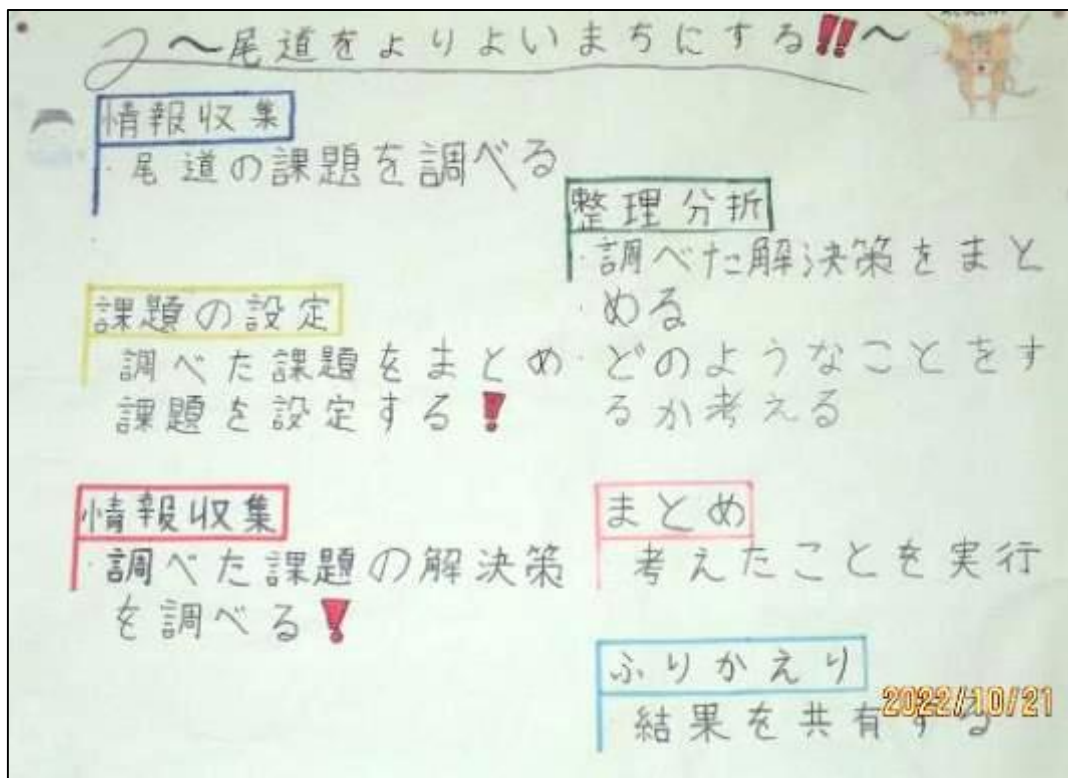 ～尾道をよりよいまちにする!!～
情報収集
・尾道の課題を調べる
課題の設定
調べた課題をまとめ
課題を設定する!
情報収集
・調べた課題の解決策
を調べる!
整理分析
・調べた解決策をまと
める
・どのようなことをす
るか考える
まとめ
考えたことを実行
ふりかえり
結果を共有する
2022/10/21